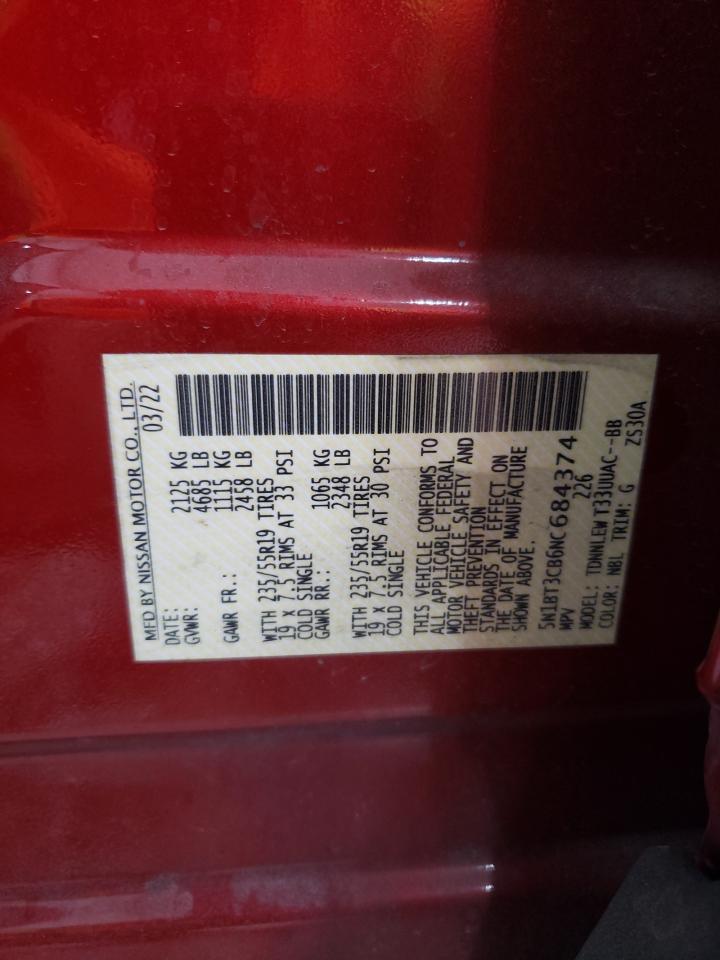 MFD BY NISSAN MOTOR CO., LTD.
DATE: 03/22
GVWR: 2125 KG
4685 LB
GAWR FR.: 1115 KG
2458 LB
WITH 235/55R19 TIRES
19 X 7.5 RIMS AT 33 PSI
COLD SINGLE
GAWR RR.: 1065 KG
2348 LB
WITH 235/55R19 TIRES
19 X 7.5 RIMS AT 30 PSI
COLD SINGLE
THIS VEHICLE CONFORMS TO
ALL APPLICABLE FEDERAL
MOTOR VEHICLE SAFETY AND
THEFT PREVENTION
STANDARDS IN EFFECT ON
THE DATE OF MANUFACTURE
SHOWN ABOVE.
5N1BT3CB6NC684374
MPV 226
MODEL: TDNNLEW T33UUAC--BB
COLOR: NBL TRIM: G ZS30A